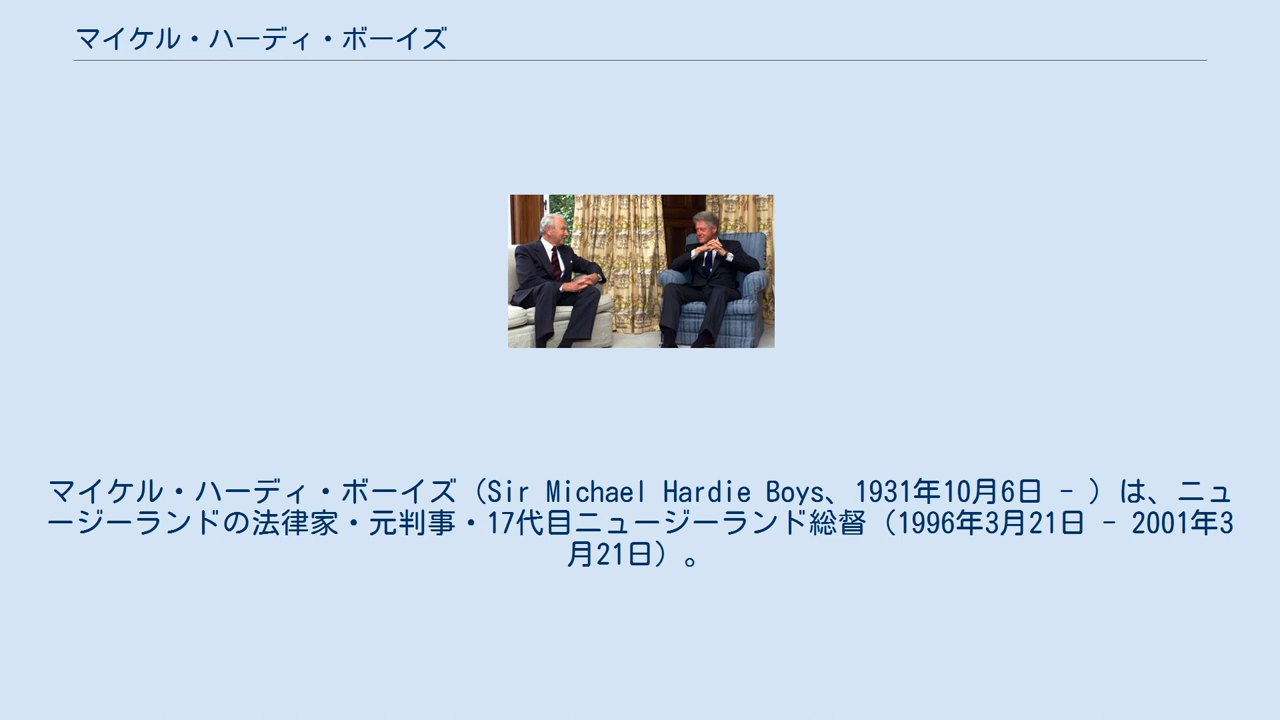 マイケル・ハーディ・ボーイズ
マイケル・ハーディ・ボーイズ（Sir Michael Hardie Boys、1931年10月6日 - ）は、ニュ
ージーランドの法律家・元判事・17代目ニュージーランド総督（1996年3月21日 - 2001年3
月21日）。